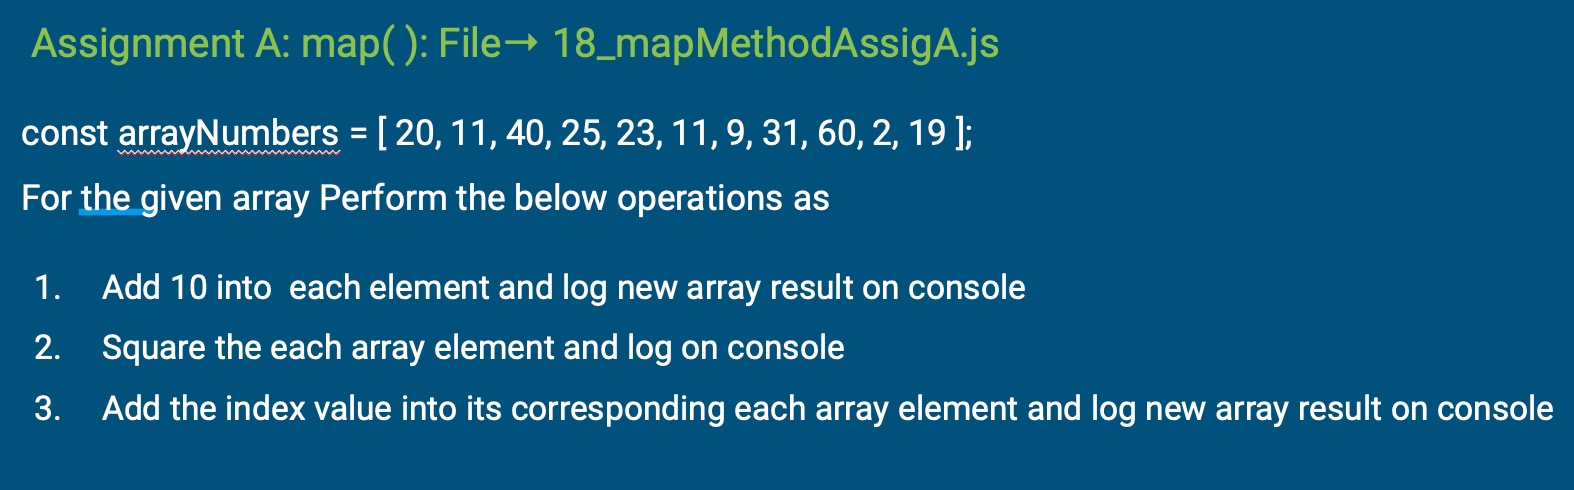 Assignment A: map( ): File→ 18_mapMethodAssigA.js
const arrayNumbers = [ 20, 11, 40, 25, 23, 11, 9, 31, 60, 2, 19 ];
For the given array Perform the below operations as
1. Add 10 into  each element and log new array result on console
2. Square the each array element and log on console
3. Add the index value into its corresponding each array element and log new array result on console